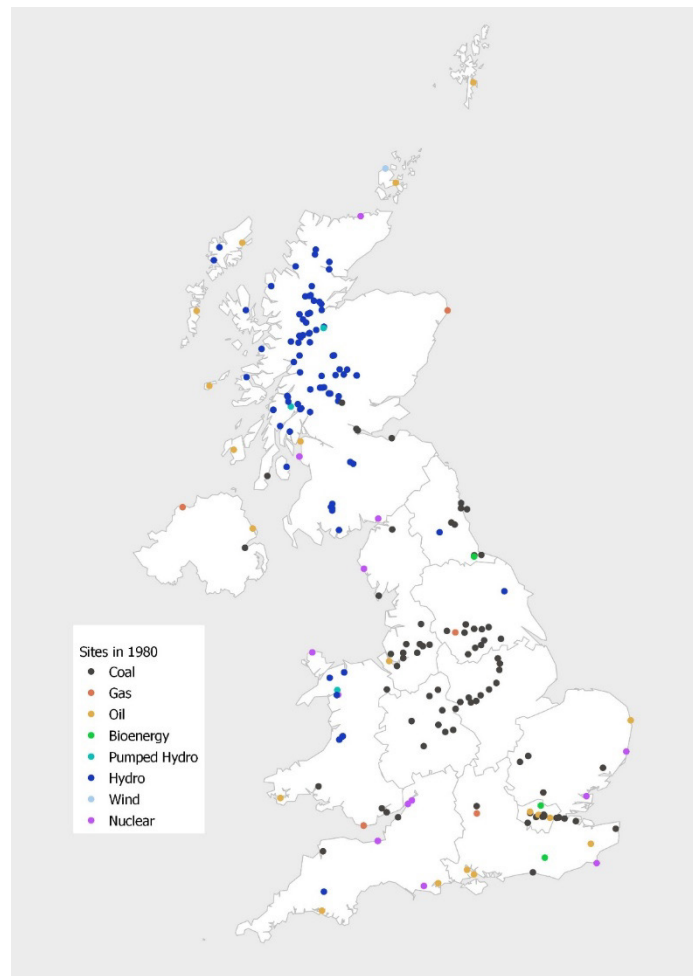 Sites in 1980
Coal
Gas
Oil
Bioenergy
Pumped Hydro
Hydro
Wind
Nuclear